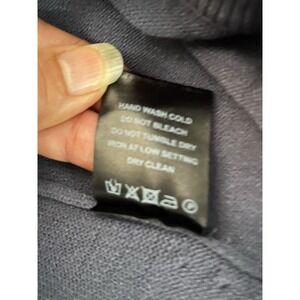 HAND WASH COLD
DO NOT BLEACH
DO NOT TUMBLE DRY
IRON AT LOW SETTING
DRY CLEAN